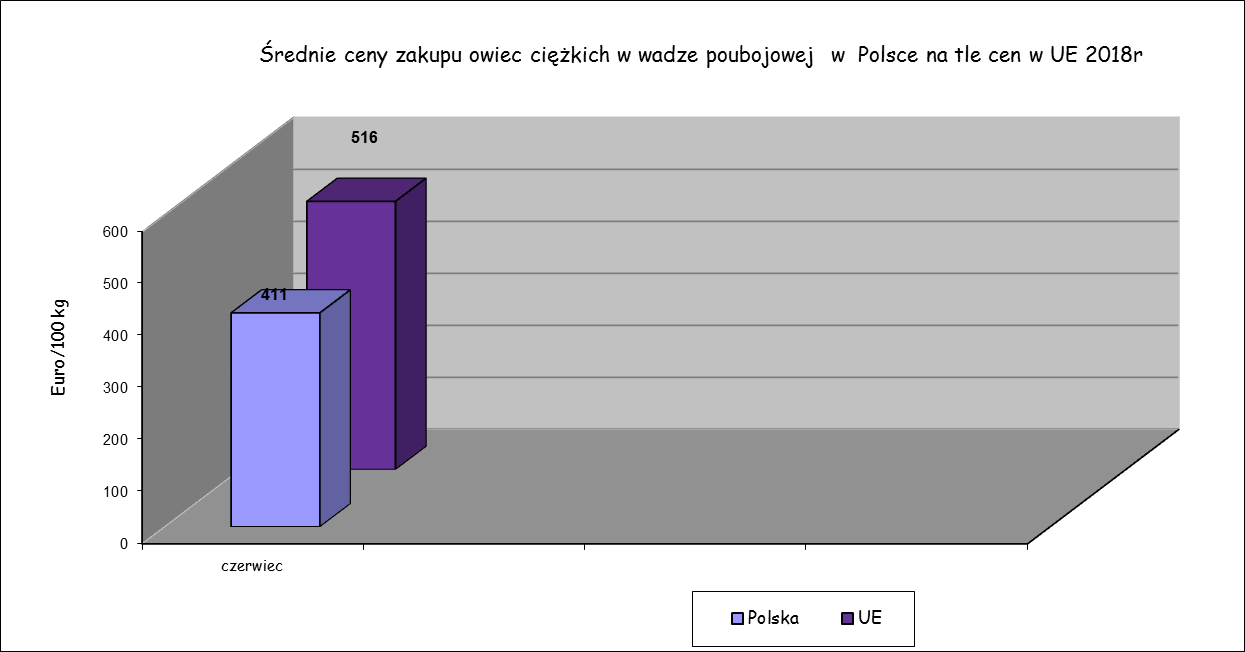 Średnie ceny zakupu owiec ciężkich w wadze poubojowej w Polsce na tle cen w UE 2018r
516
600
500
411
400
Euro/100 kg
300
200
100
0
czerwiec
Polska UE